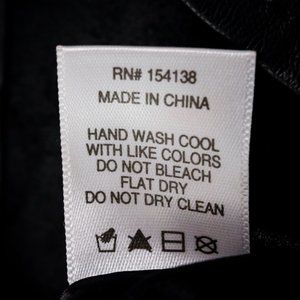 RN# 154138
MADE IN CHINA
HAND WASH COOL
WITH LIKE COLORS
DO NOT BLEACH
FLAT DRY
DO NOT DRY CLEAN